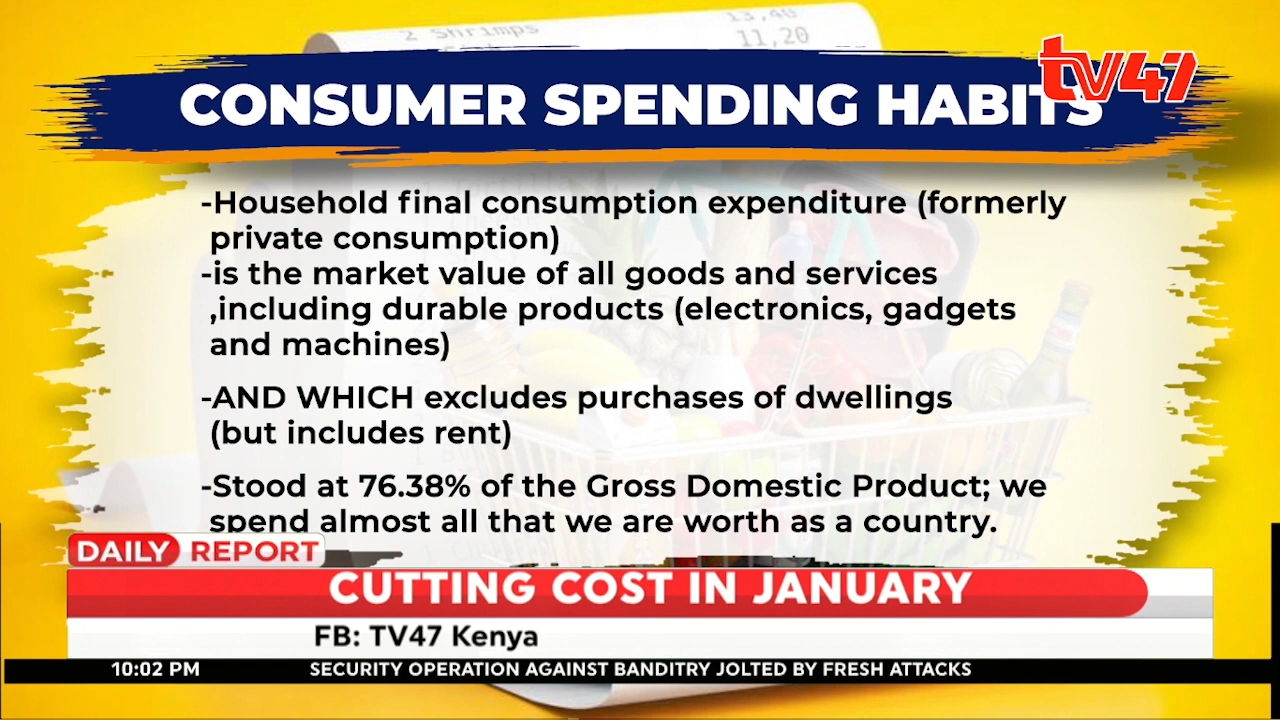 2 Shrimps 13,48
11,20
tv47
CONSUMER SPENDING HABITS
-Household final consumption expenditure (formerly
private consumption)
-is the market value of all goods and services
,including durable products (electronics, gadgets
and machines)
-AND WHICH excludes purchases of dwellings
(but includes rent)
-Stood at 76.38% of the Gross Domestic Product; we
spend almost all that we are worth as a country.
DAILY REPORT
CUTTING COST IN JANUARY
FB: TV47 Kenya
10:02 PM SECURITY OPERATION AGAINST BANDITRY JOLTED BY FRESH ATTACKS